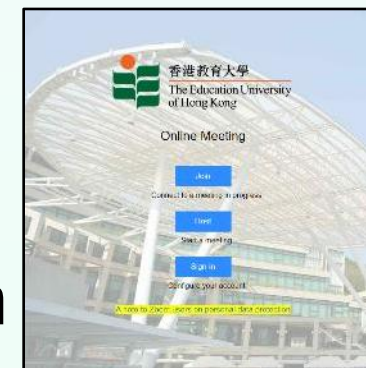 香港教育大學
The Education University
of Hong Kong
Online Meeting
Join
Connect to a meeting in progress
Host
Start a meeting
Sign in
Configure your account
A note to Zoom users on personal data protection
n